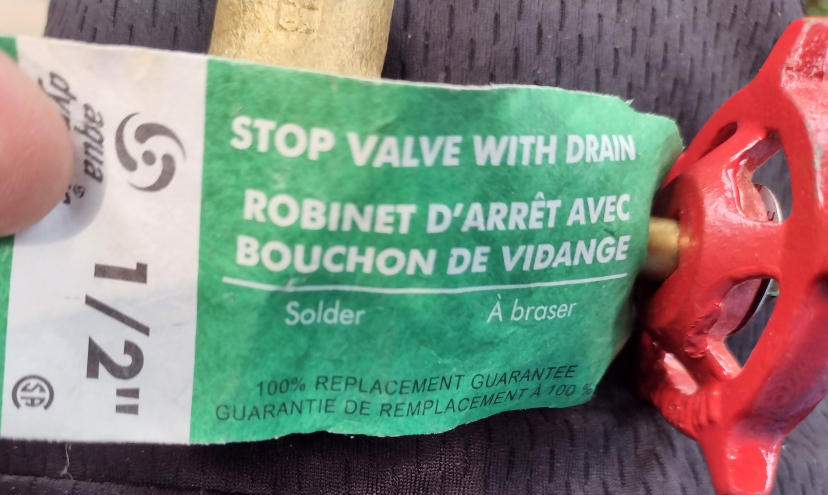 aqua
1/2"
STOP VALVE WITH DRAIN
ROBINET D'ARRÊT AVEC
BOUCHON DE VIDANGE
Solder À braser
100% REPLACEMENT GUARANTEE
GUARANTIE DE REMPLACEMENT À 100 %